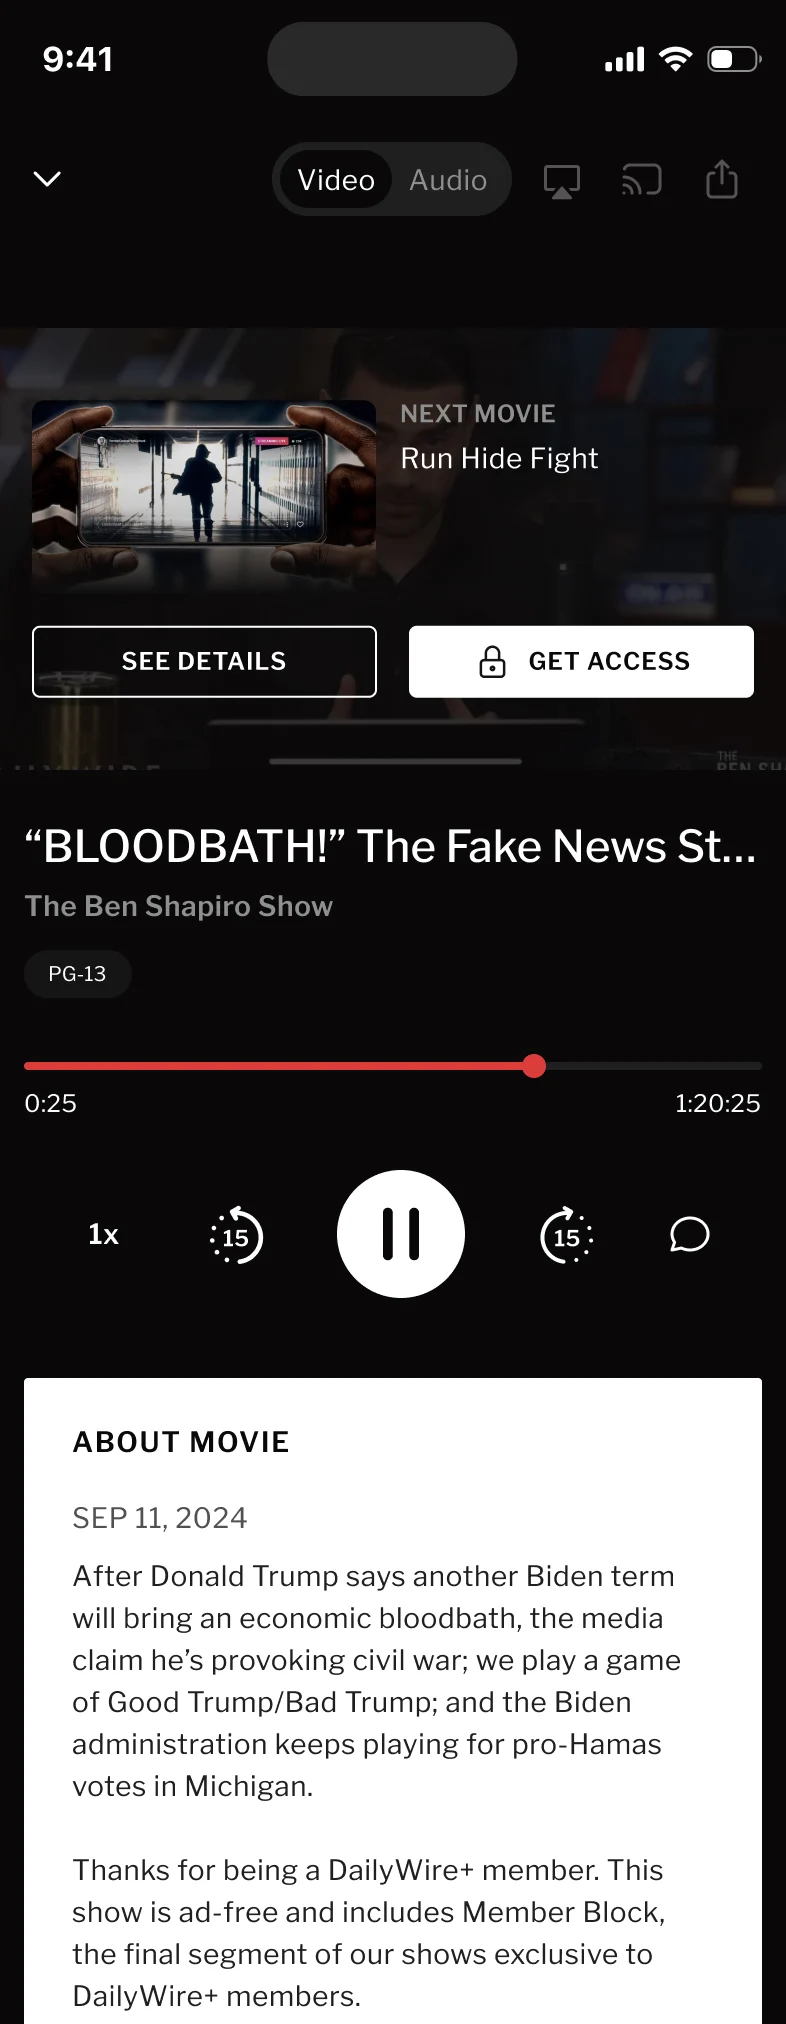 9:41
Video Audio
NEXT MOVIE
Run Hide Fight
SEE DETAILS
GET ACCESS
THE
BEN SH
“BLOODBATH!” The Fake News St...
The Ben Shapiro Show
PG-13
0:25
1:20:25
1x
15
15
ABOUT MOVIE
SEP 11, 2024
After Donald Trump says another Biden term
will bring an economic bloodbath, the media
claim he’s provoking civil war; we play a game
of Good Trump/Bad Trump; and the Biden
administration keeps playing for pro-Hamas
votes in Michigan.
Thanks for being a DailyWire+ member. This
show is ad-free and includes Member Block,
the final segment of our shows exclusive to
DailyWire+ members.